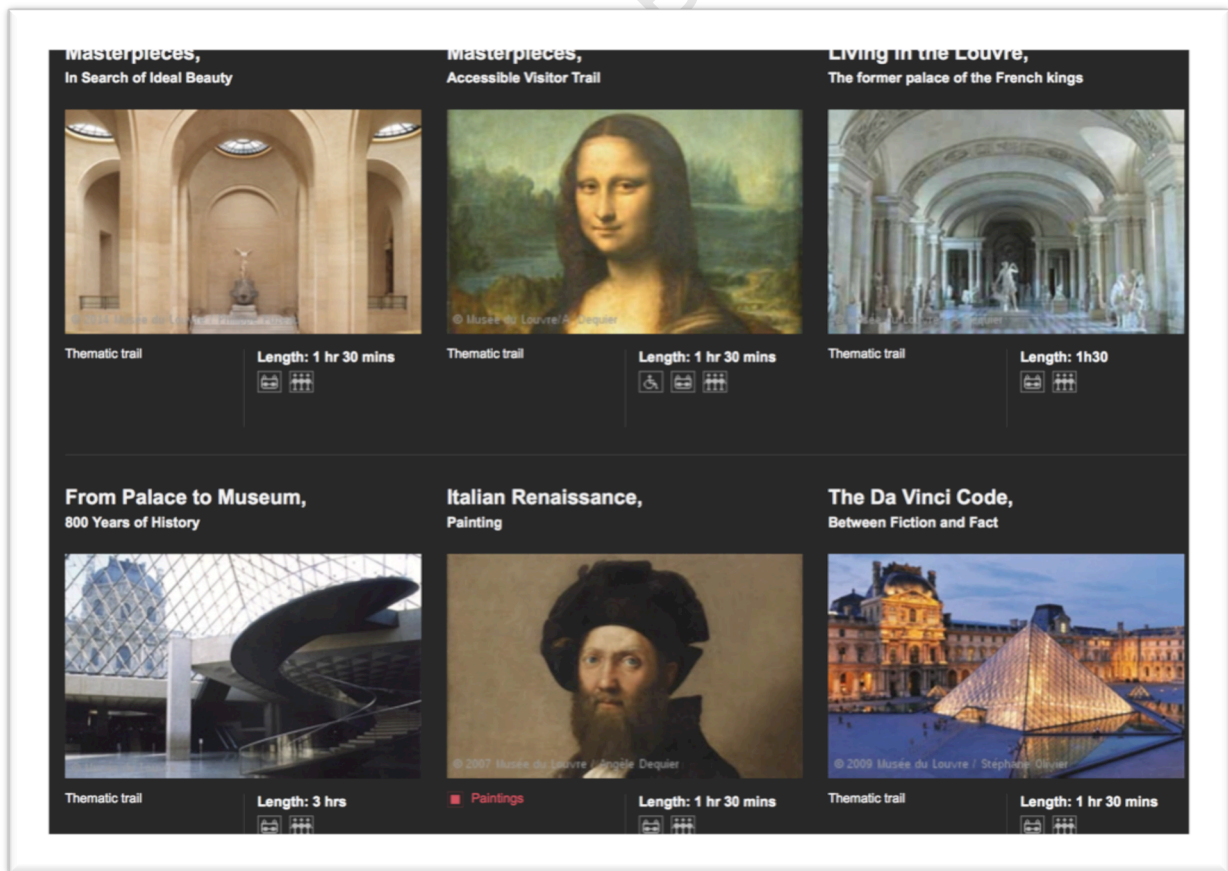 Masterpieces,
In Search of Ideal Beauty
Masterpieces,
Accessible Visitor Trail
Living in the Louvre,
The former palace of the French kings
© Musée du Louvre/A. Dequier
Thematic trail
Length: 1 hr 30 mins
Thematic trail
Length: 1 hr 30 mins
Thematic trail
Length: 1h30
From Palace to Museum,
800 Years of History
Italian Renaissance,
Painting
The Da Vinci Code,
Between Fiction and Fact
© 2007 Musée du Louvre / Angèle Dequier
© 2009 Musée du Louvre / Stéphane Olivier
Thematic trail
Length: 3 hrs
Paintings
Length: 1 hr 30 mins
Thematic trail
Length: 1 hr 30 mins